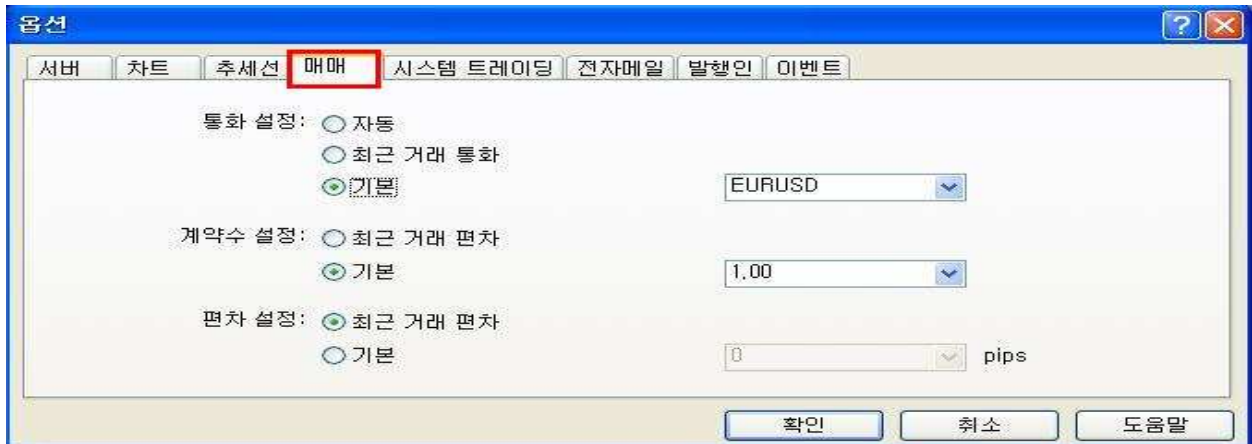 옵션
서버 차트 추세선 매매 시스템 트레이딩 전자메일 발행인 이벤트
통화 설정: 자동
최근 거래 통화
기본 EURUSD
계약수 설정: 최근 거래 편차
기본 1.00
편차 설정: 최근 거래 편차
기본 0 pips
확인 취소 도움말